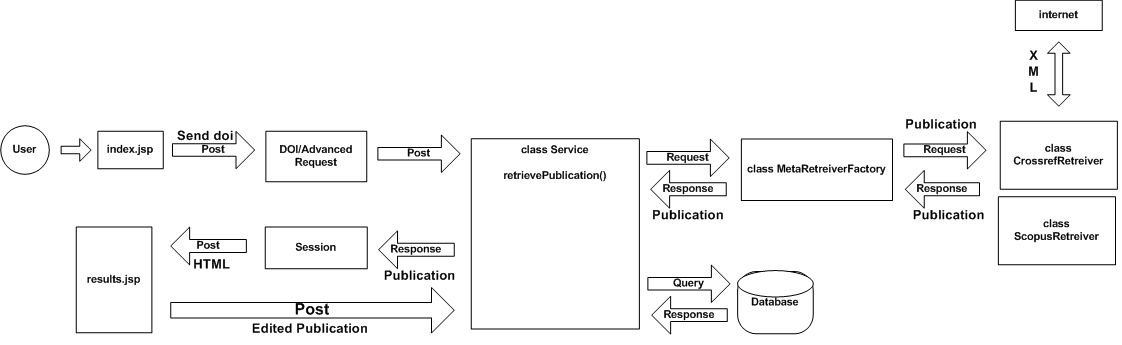 internet
X
M
L
Publication
Send doi
User
index.jsp
Post
DOI/Advanced
Request
Post
class Service
retrievePublication()
Request
Response
Publication
class MetaRetreiverFactory
Request
Response
Publication
class
CrossrefRetreiver
class
ScopusRetreiver
results.jsp
Post
HTML
Session
Response
Publication
Post
Edited Publication
Query
Response
Database